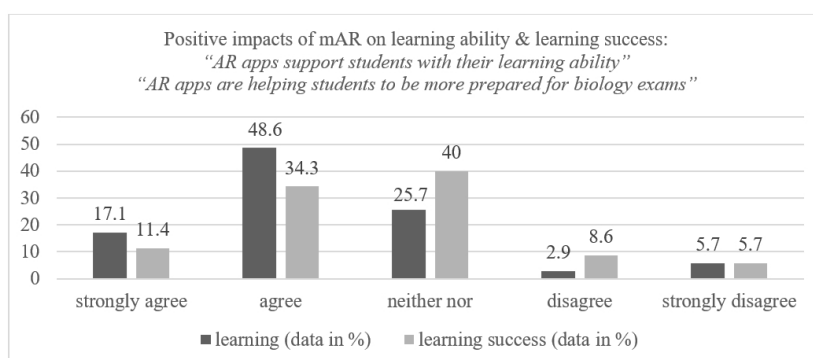 Positive impacts of mAR on learning ability & learning success:
“AR apps support students with their learning ability”
“AR apps are helping students to be more prepared for biology exams”
60
50
40
30
20
10
0
17.1
11.4
48.6
34.3
25.7
40
2.9
8.6
5.7
5.7
strongly agree
agree
neither nor
disagree
strongly disagree
learning (data in %)
learning success (data in %)